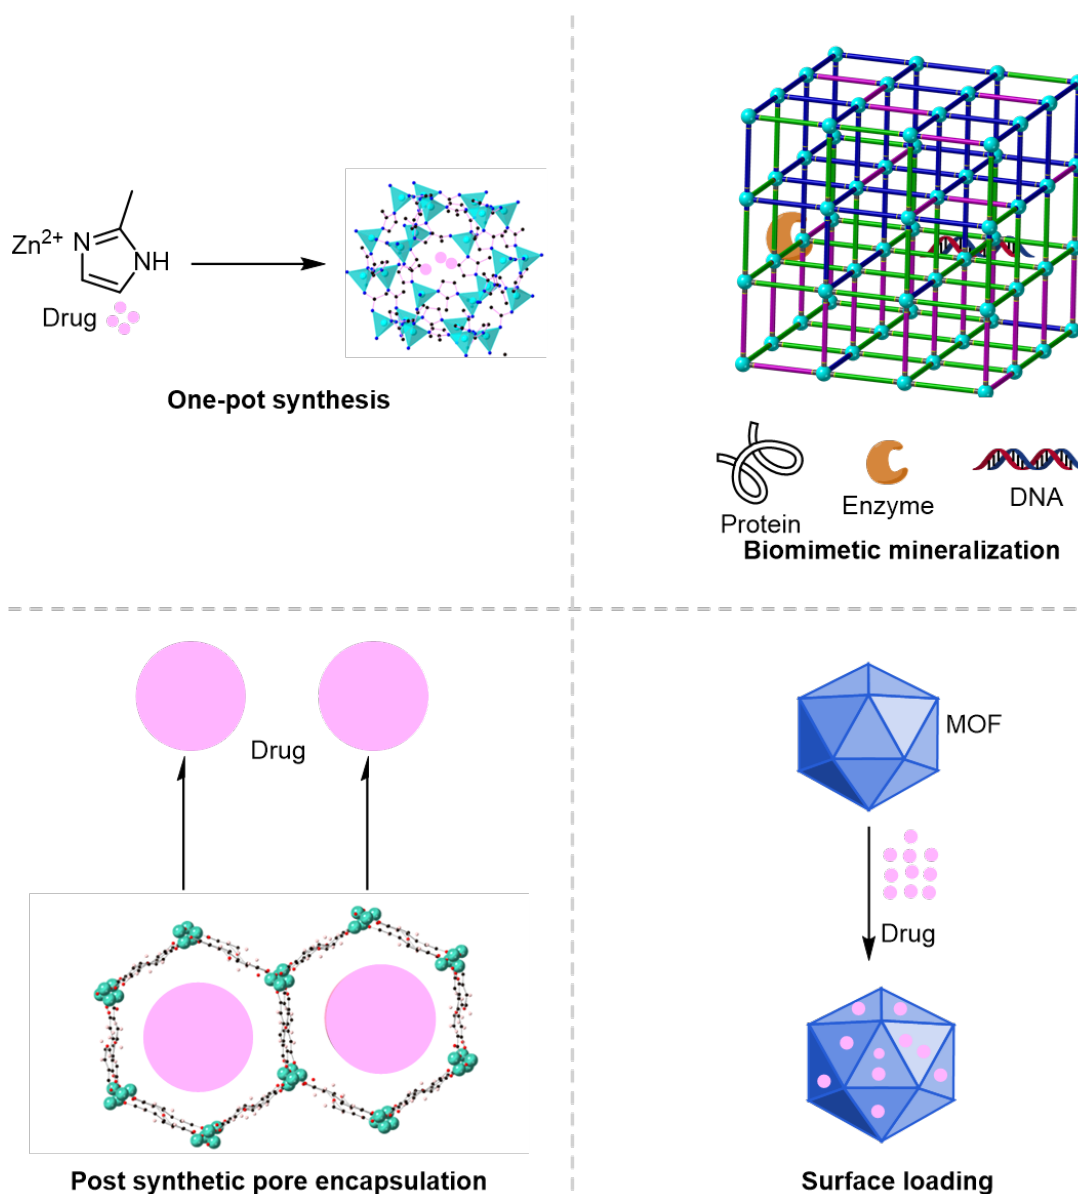 Zn2+
N
NH
Drug
One-pot synthesis
Protein
Enzyme
DNA
Biomimetic mineralization
Drug
Post synthetic pore encapsulation
MOF
Drug
Surface loading